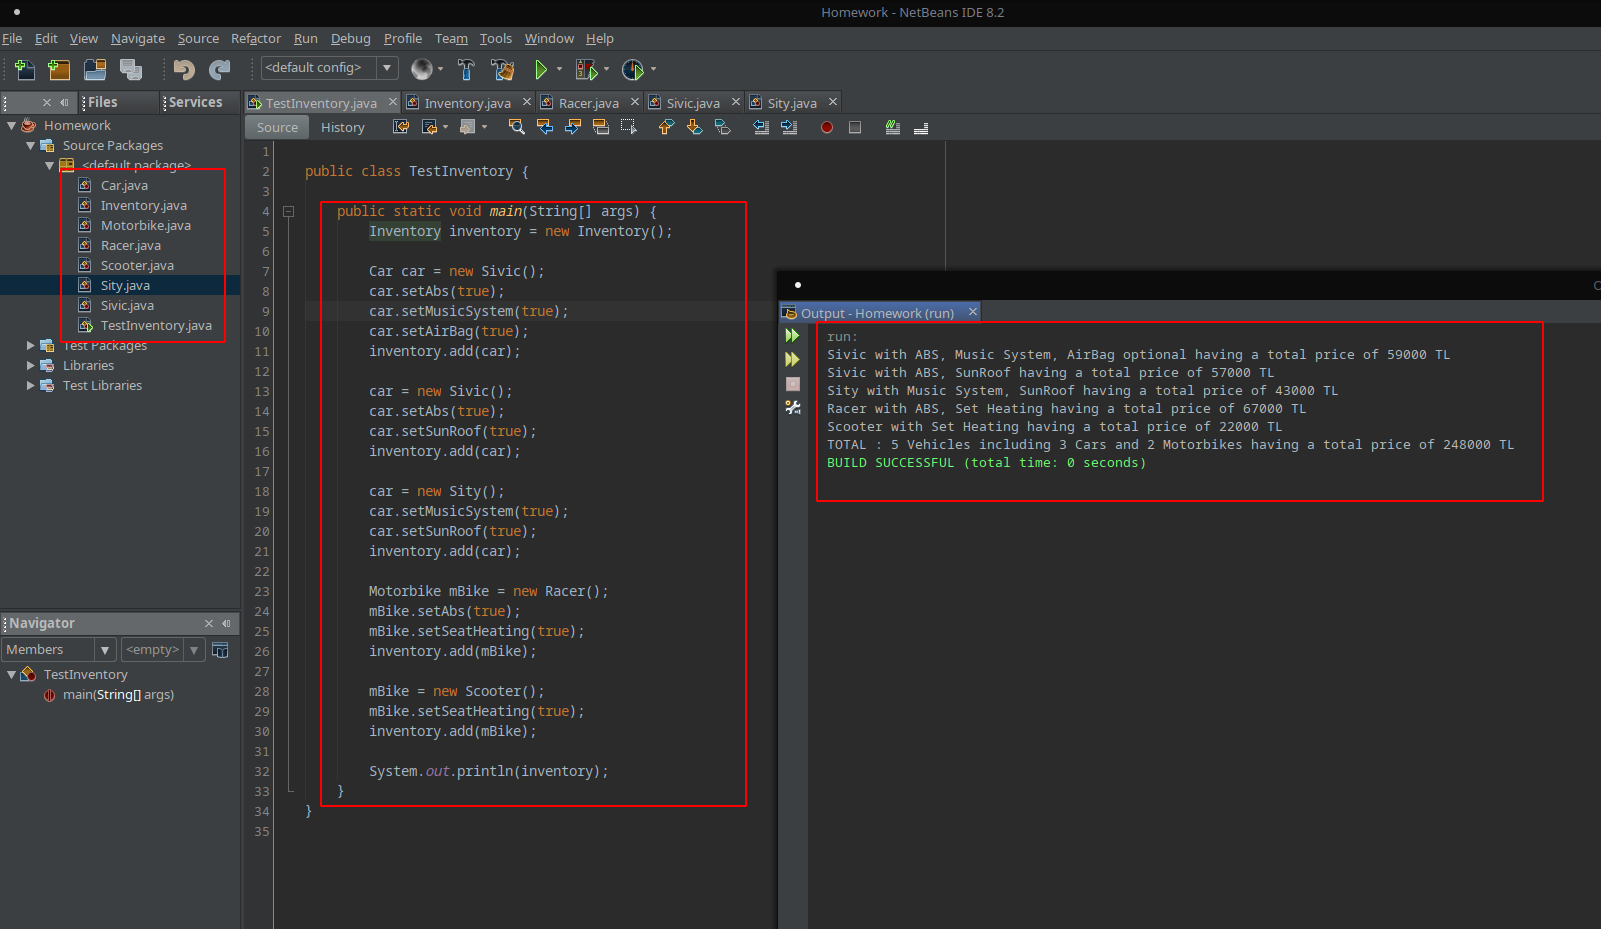 Homework - NetBeans IDE 8.2
File Edit View Navigate Source Refactor Run Debug Profile Team Tools Window Help
<default config>
Files Services
TestInventory.java Inventory.java Racer.java Sivic.java Sity.java
Source History
Homework
Source Packages
<default package>
Car.java
Inventory.java
Motorbike.java
Racer.java
Scooter.java
Sity.java
Sivic.java
TestInventory.java
Test Packages
Libraries
Test Libraries
Navigator
Members <empty>
TestInventory
main(String[] args)
1
2 public class TestInventory {
3
4 public static void main(String[] args) {
5 Inventory inventory = new Inventory();
6
7 Car car = new Sivic();
8 car.setAbs(true);
9 car.setMusicSystem(true);
10 car.setAirBag(true);
11 inventory.add(car);
12
13 car = new Sivic();
14 car.setAbs(true);
15 car.setSunRoof(true);
16 inventory.add(car);
17
18 car = new Sity();
19 car.setMusicSystem(true);
20 car.setSunRoof(true);
21 inventory.add(car);
22
23 Motorbike mBike = new Racer();
24 mBike.setAbs(true);
25 mBike.setSeatHeating(true);
26 inventory.add(mBike);
27
28 mBike = new Scooter();
29 mBike.setSeatHeating(true);
30 inventory.add(mBike);
31
32 System.out.println(inventory);
33 }
34 }
35
Output - Homework (run)
run:
Sivic with ABS, Music System, AirBag optional having a total price of 59000 TL
Sivic with ABS, SunRoof having a total price of 57000 TL
Sity with Music System, SunRoof having a total price of 43000 TL
Racer with ABS, Set Heating having a total price of 67000 TL
Scooter with Set Heating having a total price of 22000 TL
TOTAL : 5 Vehicles including 3 Cars and 2 Motorbikes having a total price of 248000 TL
BUILD SUCCESSFUL (total time: 0 seconds)